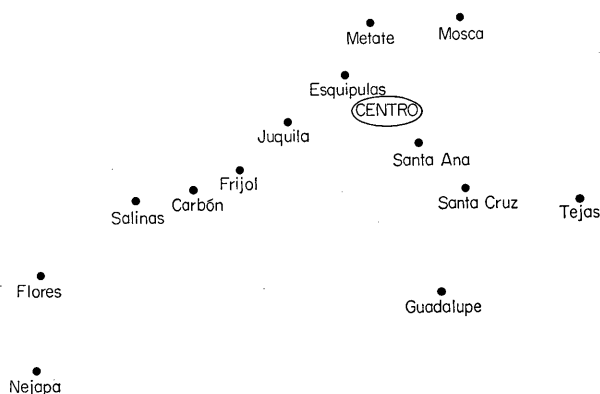 Metate
Mosca
Esquipulas
CENTRO
Juquila
Santa Ana
Frijol
Carbón
Salinas
Santa Cruz
Tejas
Flores
Guadalupe
Nejapa